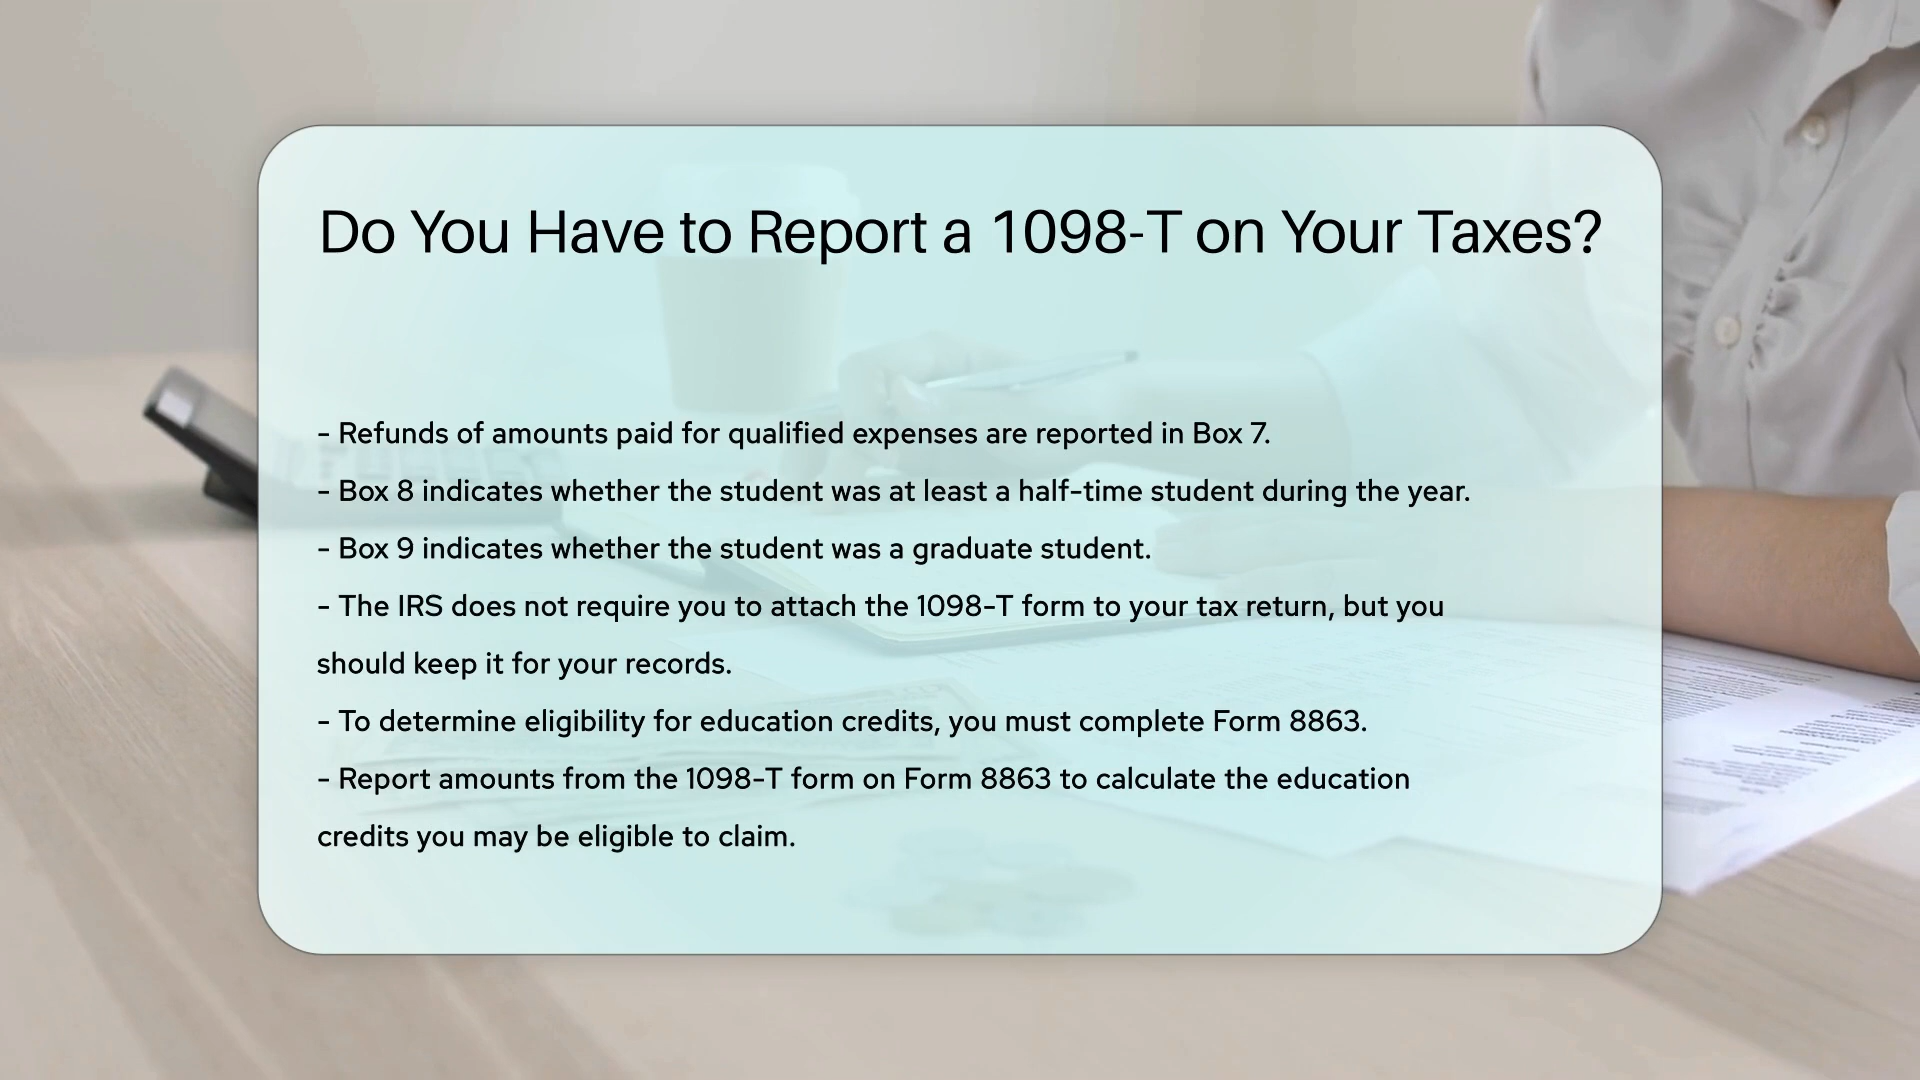 Do You Have to Report a 1098-T on Your Taxes?
- Refunds of amounts paid for qualified expenses are reported in Box 7.
- Box 8 indicates whether the student was at least a half-time student during the year.
- Box 9 indicates whether the student was a graduate student.
- The IRS does not require you to attach the 1098-T form to your tax return, but you
should keep it for your records.
- To determine eligibility for education credits, you must complete Form 8863.
- Report amounts from the 1098-T form on Form 8863 to calculate the education
credits you may be eligible to claim.